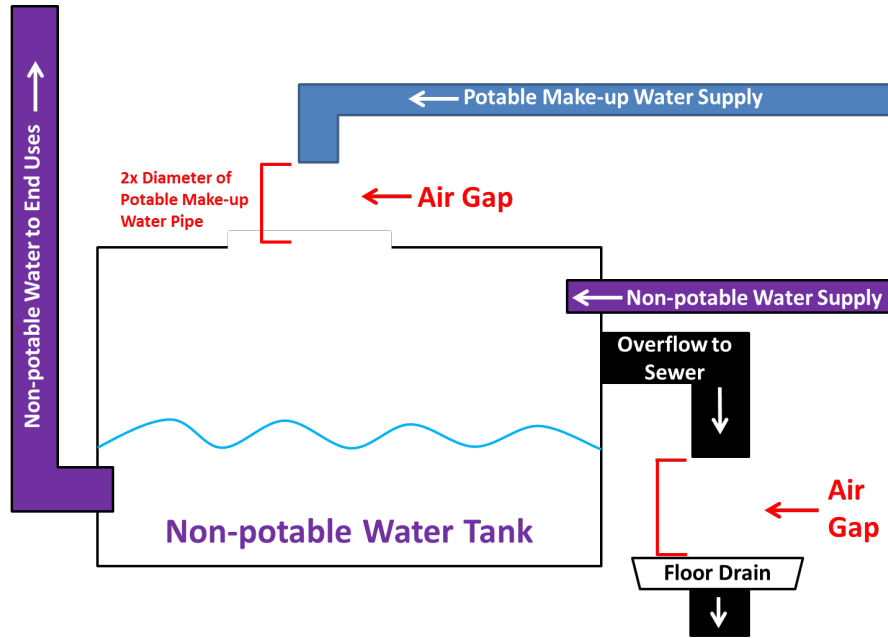 Non-potable Water to End Uses
Potable Make-up Water Supply
2x Diameter of
Potable Make-up
Water Pipe
Air Gap
Non-potable Water Supply
Overflow to
Sewer
Non-potable Water Tank
Air
Gap
Floor Drain